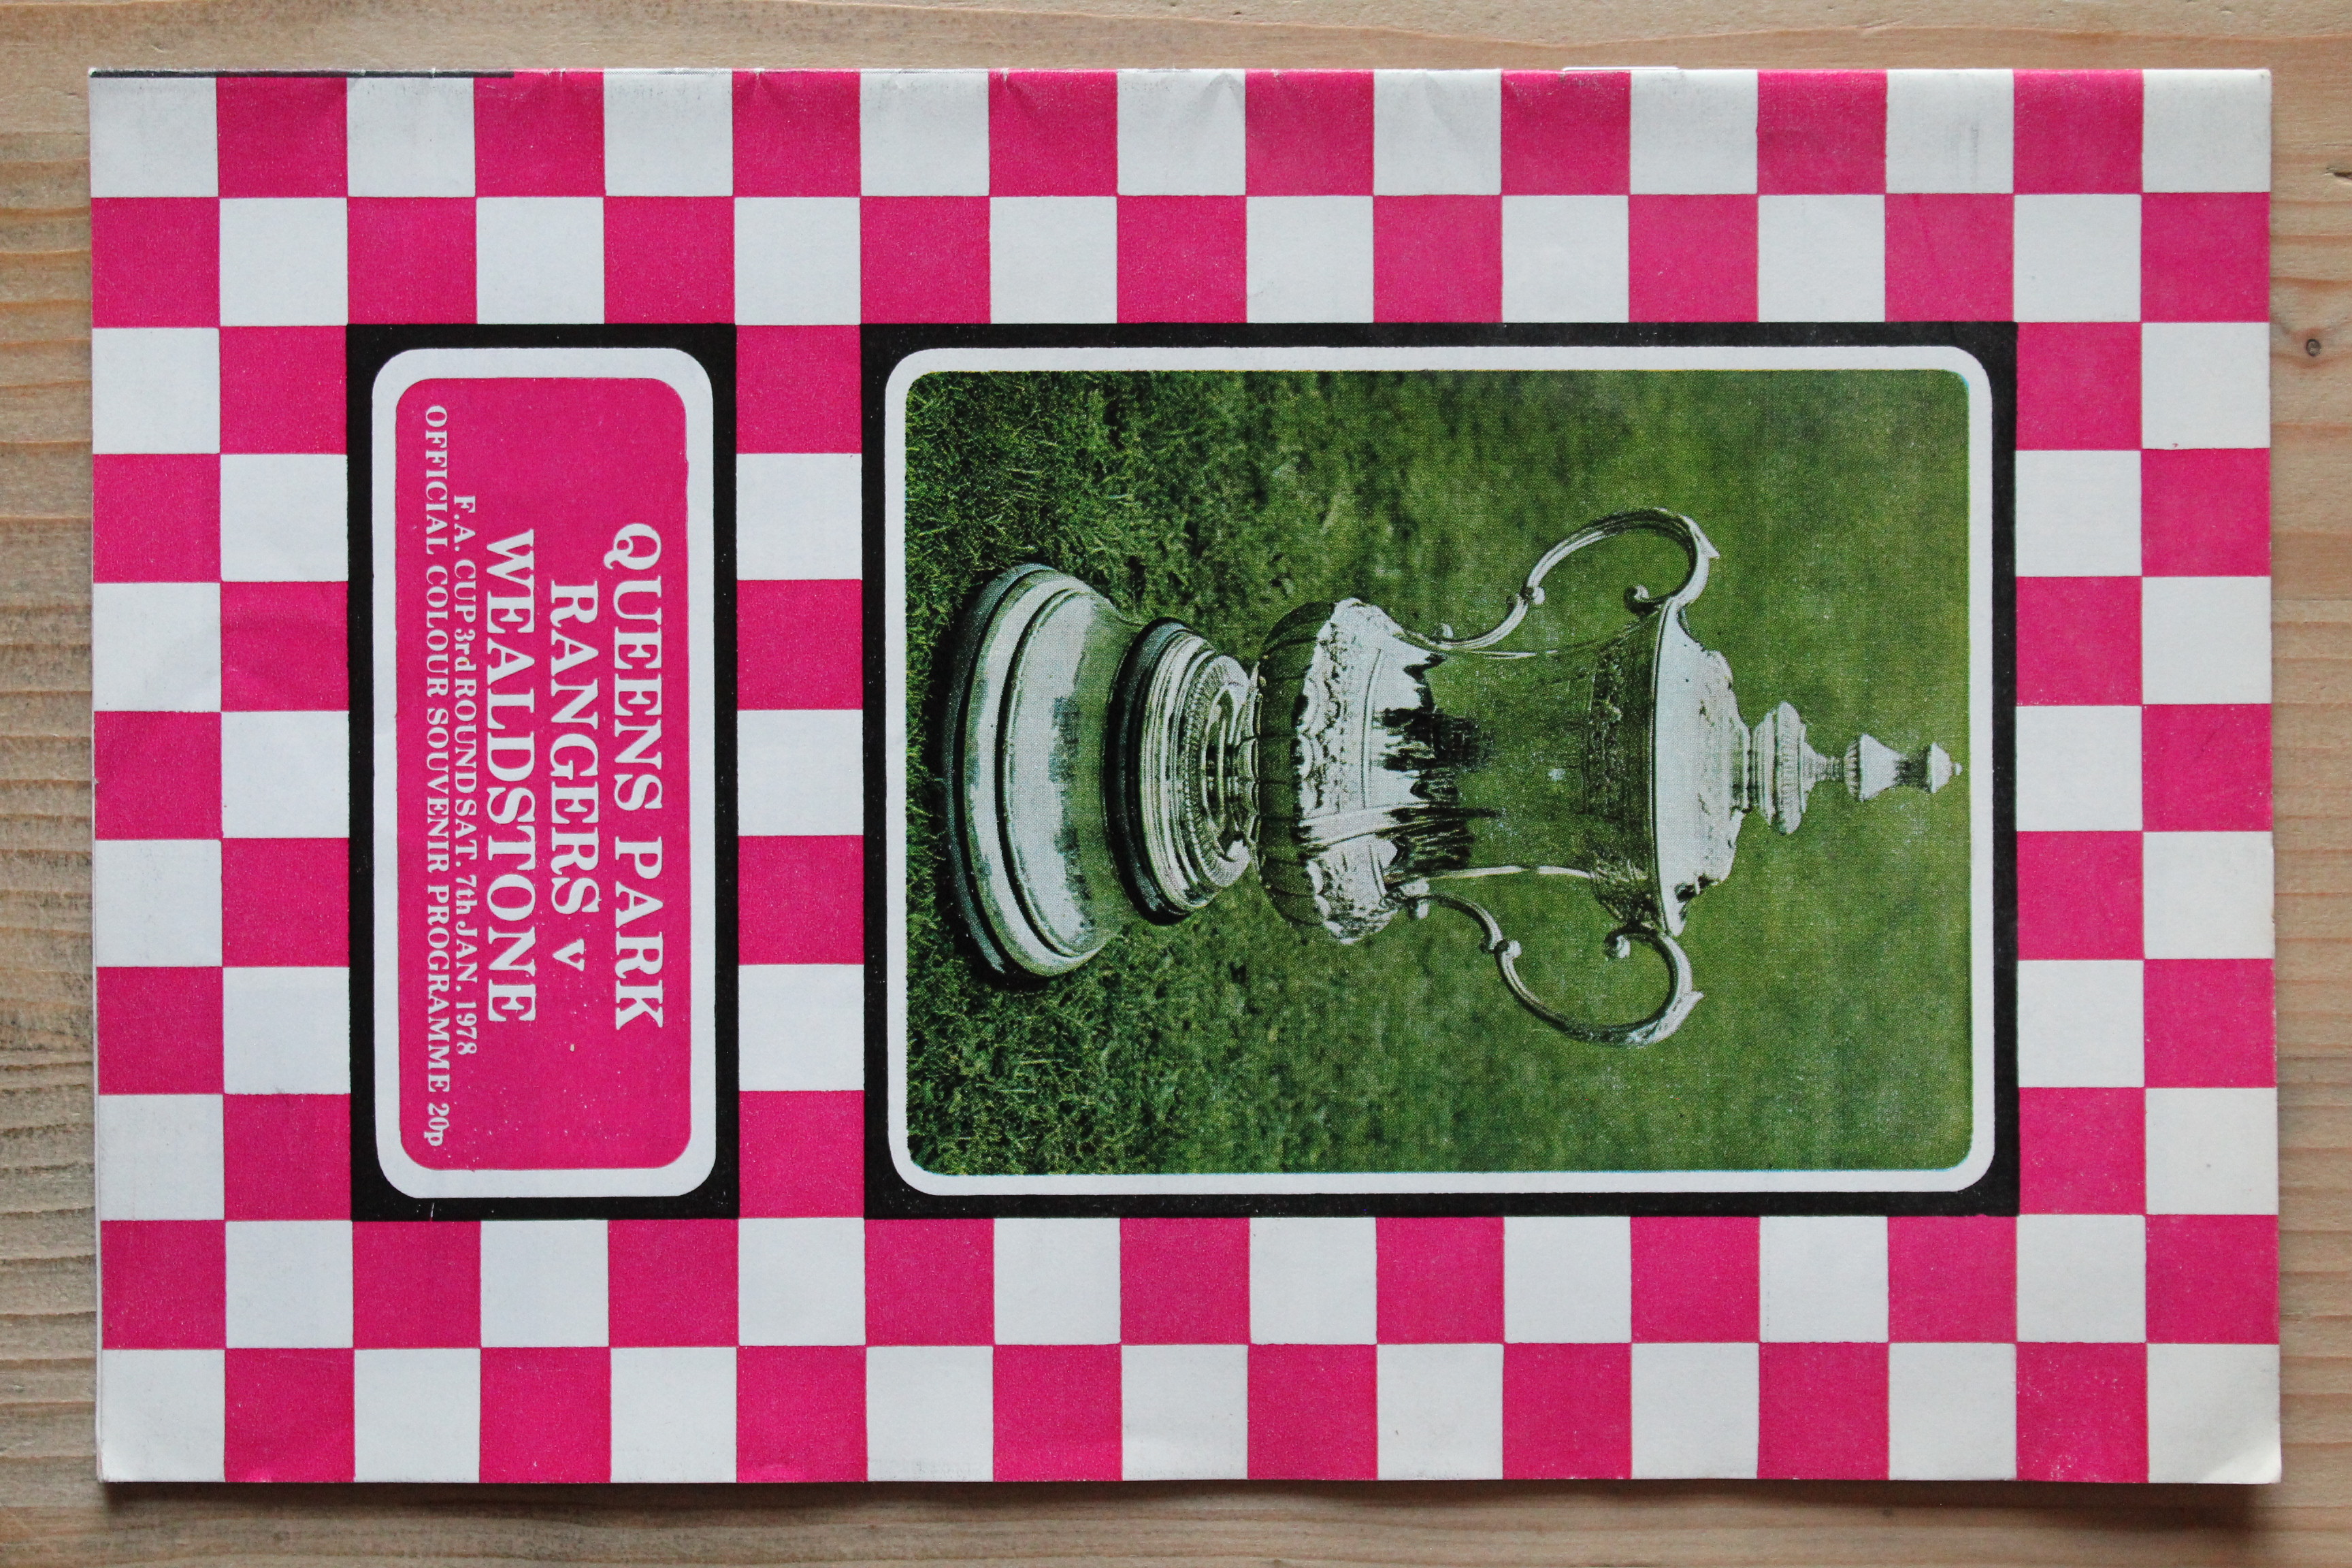 QUEENS PARK
RANGERS v
WEALDSTONE
F.A. CUP 3rd ROUND SAT. 7th JAN. 1978
OFFICIAL COLOUR SOUVENIR PROGRAMME 20p